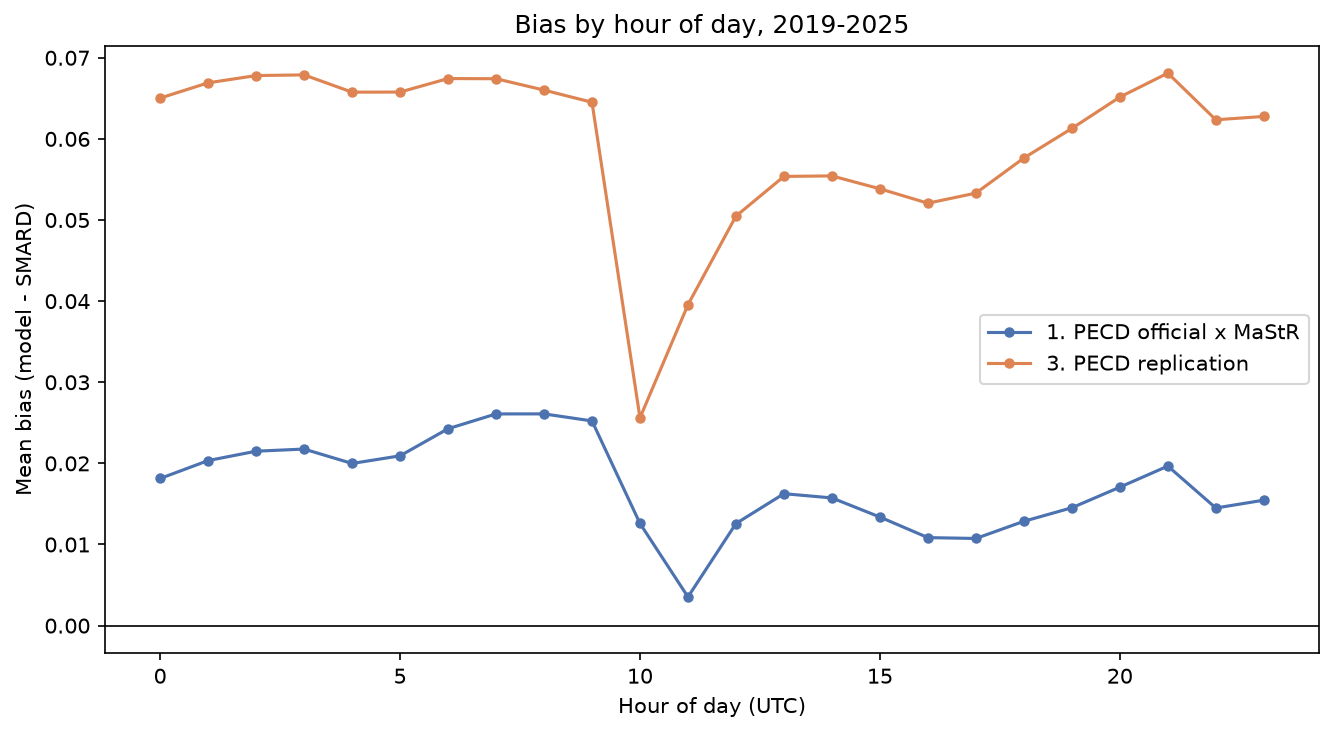 Bias by hour of day, 2019-2025
Mean bias (model - SMARD)
0.07
0.06
0.05
0.04
0.03
0.02
0.01
0.00
1. PECD official x MaStR
3. PECD replication
0 5 10 15 20
Hour of day (UTC)